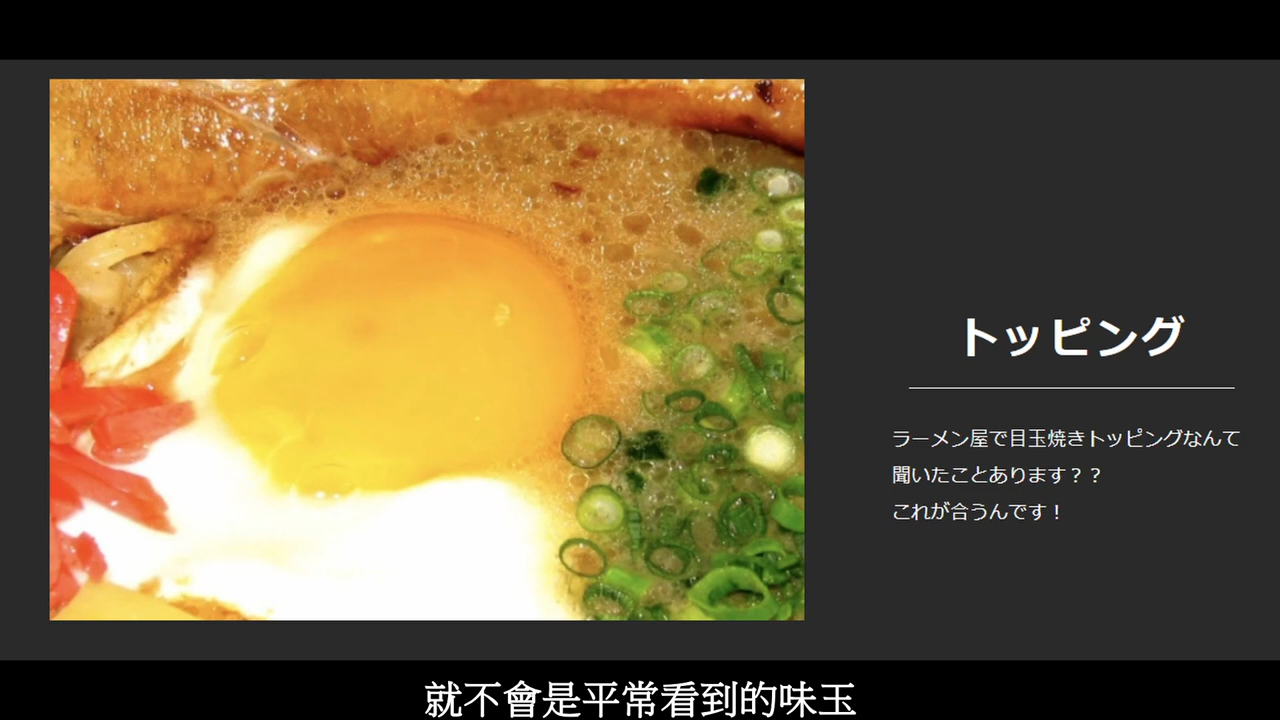 トッピング
ラーメン屋で目玉焼きトッピングなんて
聞いたことあります？？
これが合うんです！
就不會是平常看到的味玉